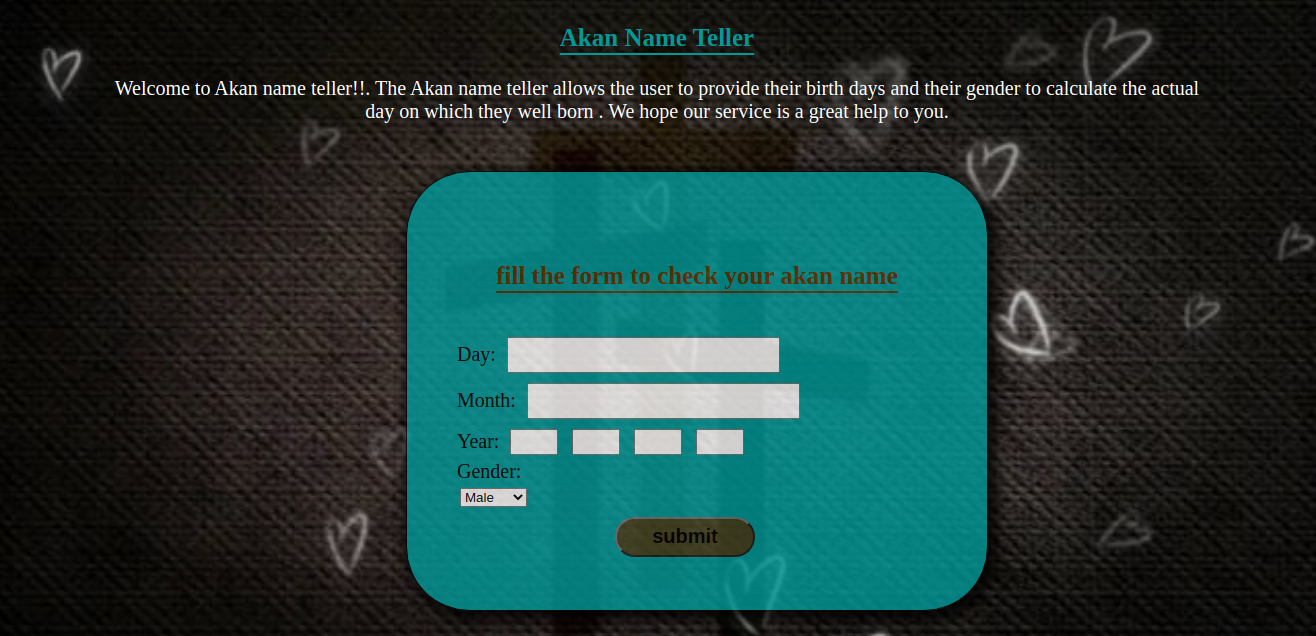 Akan Name Teller
Welcome to Akan name teller!!. The Akan name teller allows the user to provide their birth days and their gender to calculate the actual
day on which they well born . We hope our service is a great help to you.
fill the form to check your akan name
Day:
Month:
Year:
Gender:
Male
submit